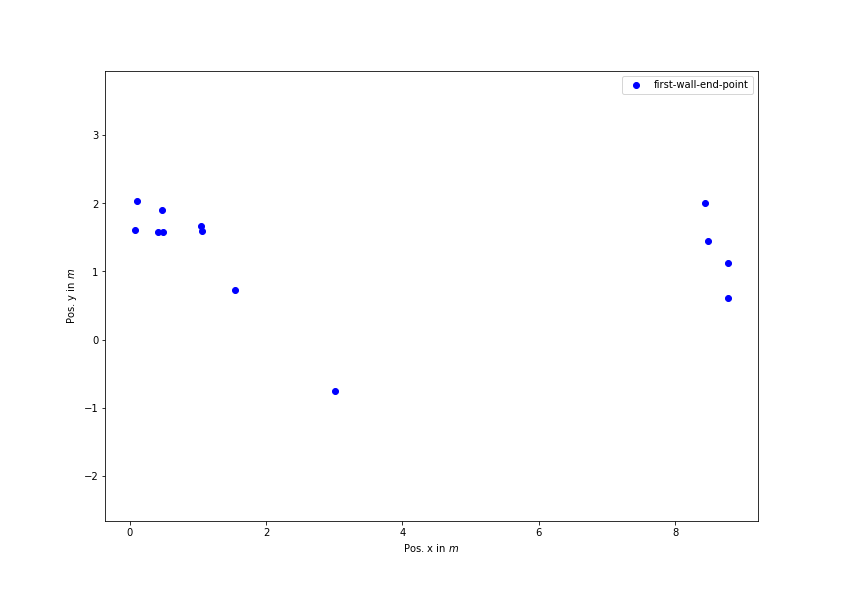 first-wall-end-point
3
2
1
0
−1
−2
Pos. y in m
0 2 4 6 8
Pos. x in m